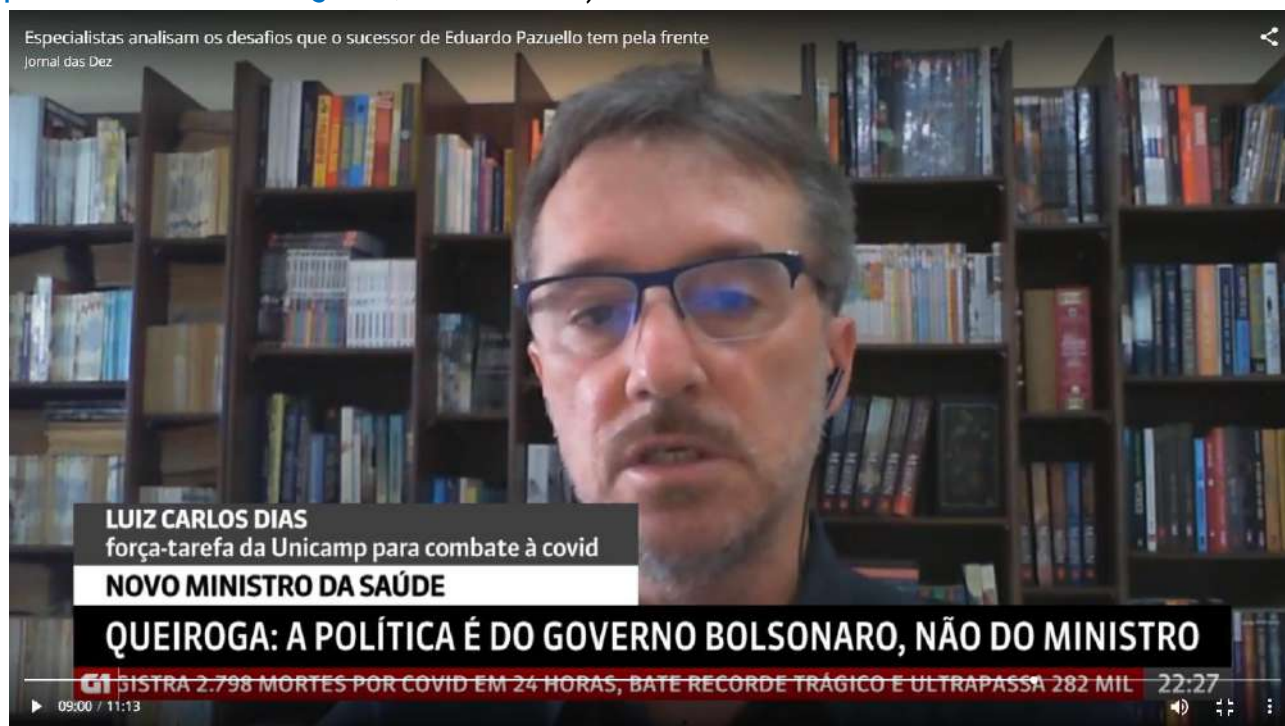 Especialistas analisam os desafios que o sucessor de Eduardo Pazuello tem pela frente
Jornal das Dez
LUIZ CARLOS DIAS
força-tarefa da Unicamp para combate à covid
NOVO MINISTRO DA SAÚDE
QUEIROGA: A POLÍTICA É DO GOVERNO BOLSONARO, NÃO DO MINISTRO
G1 GISTRA 2.798 MORTES POR COVID EM 24 HORAS, BATE RECORDE TRÁGICO E ULTRAPASSA 282 MIL 22:27
09:00 / 11:13